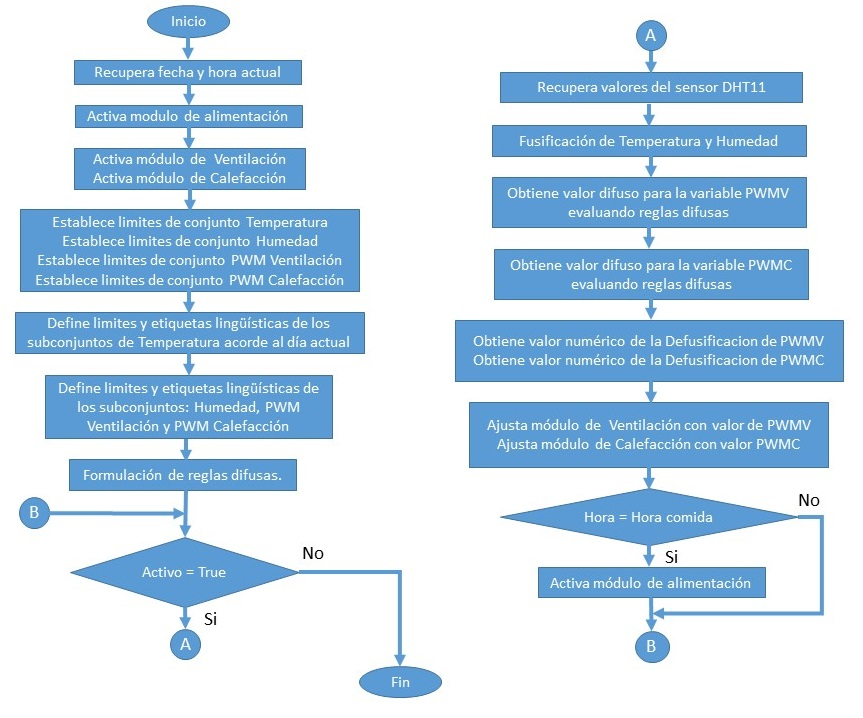 Inicio
Recupera fecha y hora actual
Activa modulo de alimentación
Activa módulo de Ventilación
Activa módulo de Calefacción
Establece limites de conjunto Temperatura
Establece limites de conjunto Humedad
Establece limites de conjunto PWM Ventilación
Establece limites de conjunto PWM Calefacción
Define limites y etiquetas lingüísticas de los
subconjuntos de Temperatura acorde al día actual
Define limites y etiquetas lingüísticas de
los subconjuntos: Humedad, PWM
Ventilación y PWM Calefacción
Formulación de reglas difusas.
B
Activo = True
No
Si
A
Fin
A
Recupera valores del sensor DHT11
Fusificación de Temperatura y Humedad
Obtiene valor difuso para la variable PWMV
evaluando reglas difusas
Obtiene valor difuso para la variable PWMC
evaluando reglas difusas
Obtiene valor numérico de la Defusificacion de PWMV
Obtiene valor numérico de la Defusificacion de PWMC
Ajusta módulo de Ventilación con valor de PWMV
Ajusta módulo de Calefacción con valor PWMC
Hora = Hora comida
No
Si
Activa módulo de alimentación
B